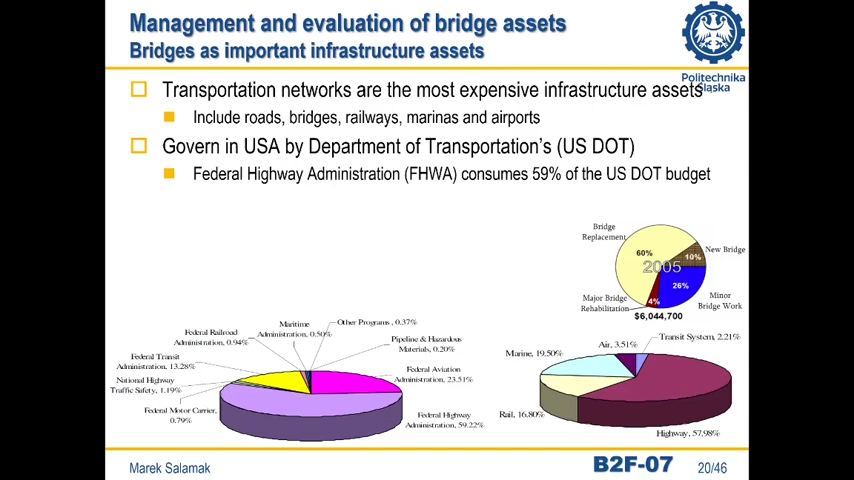 Management and evaluation of bridge assets
Bridges as important infrastructure assets
Politechnika
Śląska
Transportation networks are the most expensive infrastructure assets
Include roads, bridges, railways, marinas and airports
Govern in USA by Department of Transportation's (US DOT)
Federal Highway Administration (FHWA) consumes 59% of the US DOT budget
Bridge
Replacement
60%
2005
New Bridge
10%
26%
Minor
Bridge Work
Major Bridge
Rehabilitation
4%
$6,044,700
Maritime
Administration, 0.50%
Other Programs , 0.37%
Federal Railroad
Administration, 0.94%
Pipeline & Hazardous
Materials, 0.20%
Federal Transit
Administration, 13.28%
Federal Aviation
Administration, 23.51%
National Highway
Traffic Safety, 1.19%
Federal Motor Carrier,
0.79%
Federal Highway
Administration, 59.22%
Transit System, 2.21%
Air, 3.51%
Marine, 19.50%
Rail, 16.80%
Highway, 57.98%
Marek Salamak
B2F-07
20/46